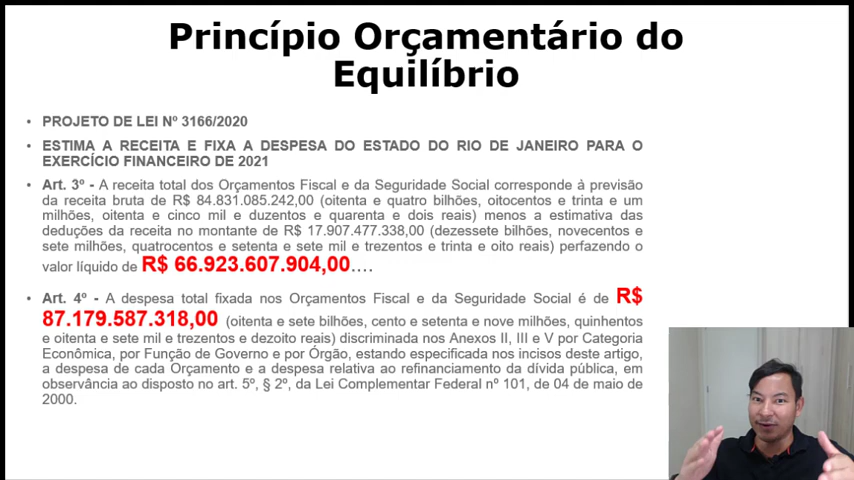 Princípio Orçamentário do
Equilíbrio
• PROJETO DE LEI Nº 3166/2020
• ESTIMA A RECEITA E FIXA A DESPESA DO ESTADO DO RIO DE JANEIRO PARA O
EXERCÍCIO FINANCEIRO DE 2021
• Art. 3º - A receita total dos Orçamentos Fiscal e da Seguridade Social corresponde à previsão
da receita bruta de R$ 84.831.085.242,00 (oitenta e quatro bilhões, oitocentos e trinta e um
milhões, oitenta e cinco mil e duzentos e quarenta e dois reais) menos a estimativa das
deduções da receita no montante de R$ 17.907.477.338,00 (dezessete bilhões, novecentos e
sete milhões, quatrocentos e setenta e sete mil e trezentos e trinta e oito reais) perfazendo o
valor líquido de R$ 66.923.607.904,00....
• Art. 4º - A despesa total fixada nos Orçamentos Fiscal e da Seguridade Social é de R$
87.179.587.318,00 (oitenta e sete bilhões, cento e setenta e nove milhões, quinhentos
e oitenta e sete mil e trezentos e dezoito reais) discriminada nos Anexos II, III e V por Categoria
Econômica, por Função de Governo e por Órgão, estando especificada nos incisos deste artigo,
a despesa de cada Orçamento e a despesa relativa ao refinanciamento da dívida pública, em
observância ao disposto no art. 5º, § 2º, da Lei Complementar Federal nº 101, de 04 de maio de
2000.